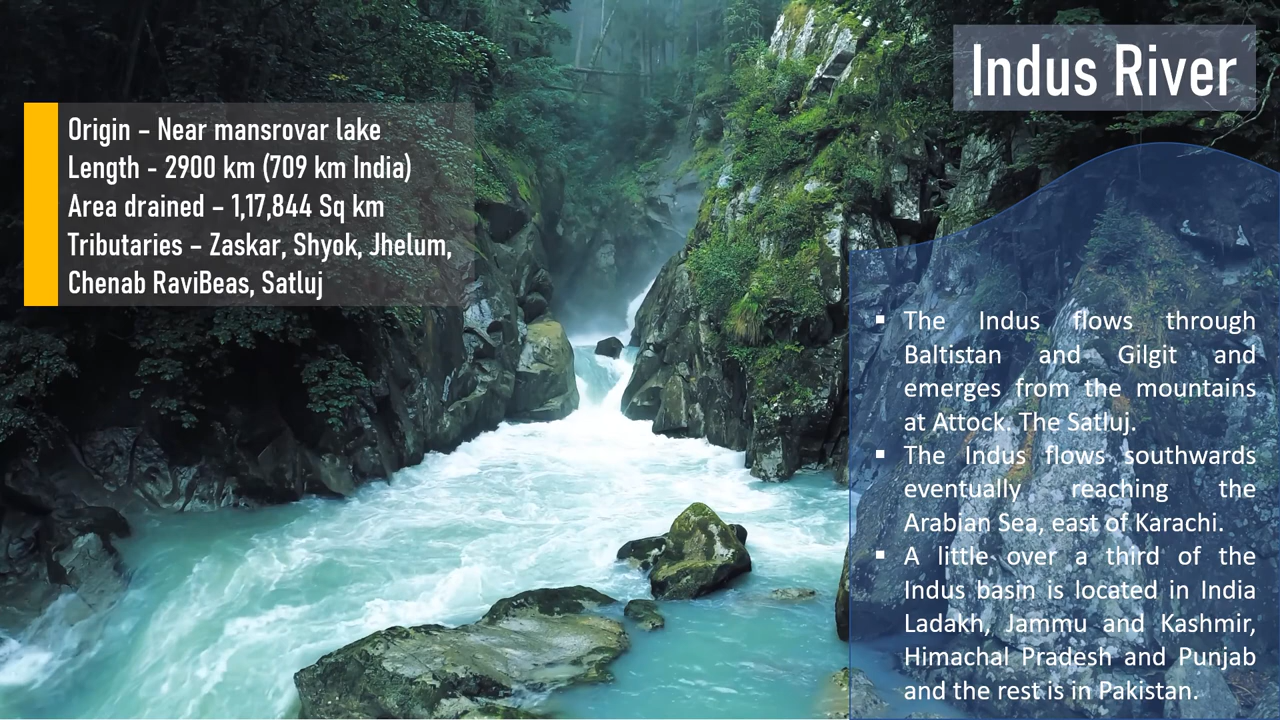 Indus River
Origin – Near mansrovar lake
Length - 2900 km (709 km India)
Area drained – 1,17,844 Sq km
Tributaries – Zaskar, Shyok, Jhelum,
Chenab RaviBeas, Satluj
▪ The Indus flows through
Baltistan and Gilgit and
emerges from the mountains
at Attock. The Satluj.
▪ The Indus flows southwards
eventually reaching the
Arabian Sea, east of Karachi.
▪ A little over a third of the
Indus basin is located in India
Ladakh, Jammu and Kashmir,
Himachal Pradesh and Punjab
and the rest is in Pakistan.